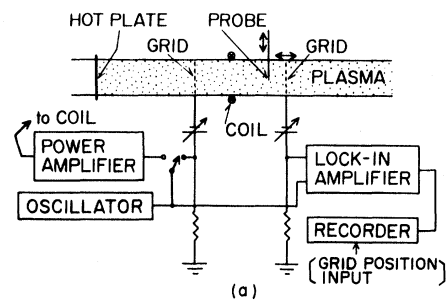 HOT PLATE
PROBE
GRID
GRID
PLASMA
to COIL
COIL
POWER
AMPLIFIER
LOCK-IN
AMPLIFIER
OSCILLATOR
RECORDER
(GRID POSITION
INPUT)
(a)